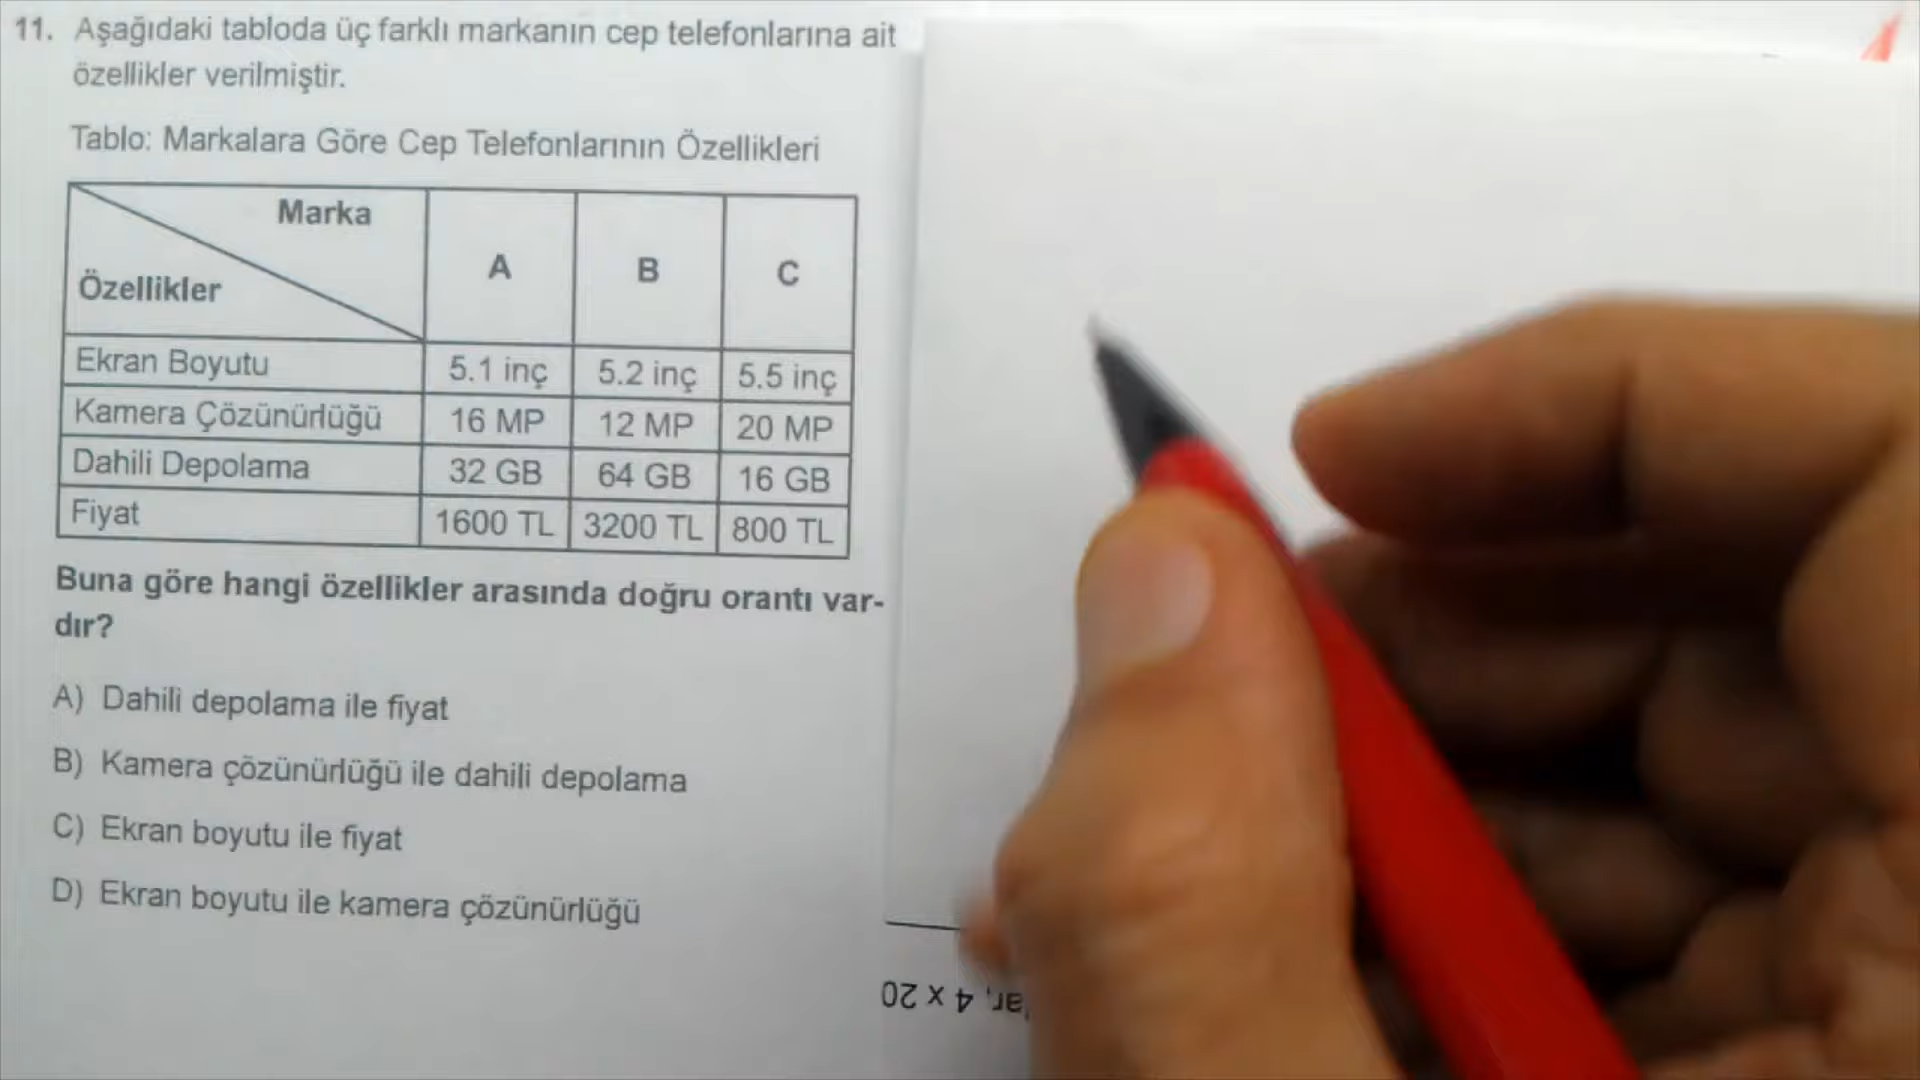 11. Aşağıdaki tabloda üç farklı markanın cep telefonlarına ait
özellikler verilmiştir.
Tablo: Markalara Göre Cep Telefonlarının Özellikleri
Marka
Özellikler
A B C
Ekran Boyutu 5.1 inç 5.2 inç 5.5 inç
Kamera Çözünürlüğü 16 MP 12 MP 20 MP
Dahili Depolama 32 GB 64 GB 16 GB
Fiyat 1600 TL 3200 TL 800 TL
Buna göre hangi özellikler arasında doğru orantı var-
dır?
A) Dahili depolama ile fiyat
B) Kamera çözünürlüğü ile dahili depolama
C) Ekran boyutu ile fiyat
D) Ekran boyutu ile kamera çözünürlüğü
4 x 20